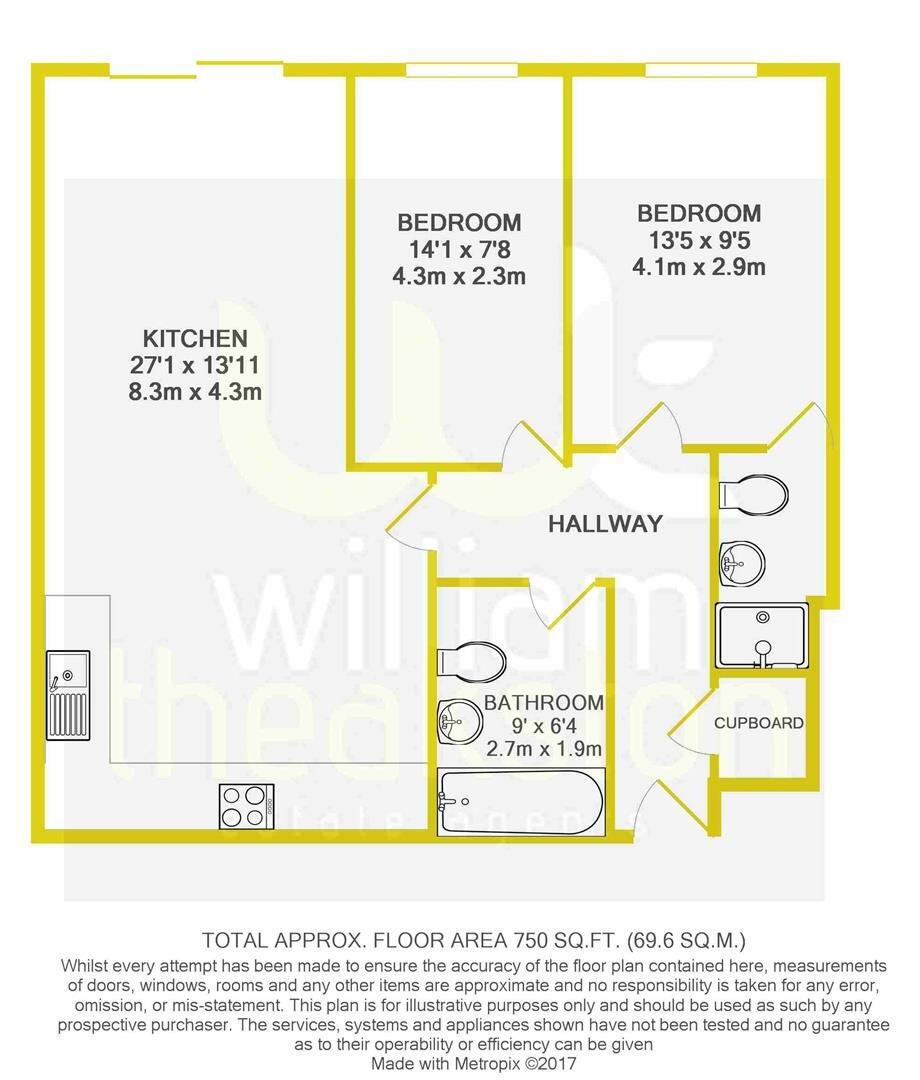 BEDROOM
14'1 x 7'8
4.3m x 2.3m
BEDROOM
13'5 x 9'5
4.1m x 2.9m
KITCHEN
27'1 x 13'11
8.3m x 4.3m
HALLWAY
BATHROOM
9' x 6'4
2.7m x 1.9m
CUPBOARD
william
theakston
estate agents
TOTAL APPROX. FLOOR AREA 750 SQ.FT. (69.6 SQ.M.)
Whilst every attempt has been made to ensure the accuracy of the floor plan contained here, measurements
of doors, windows, rooms and any other items are approximate and no responsibility is taken for any error,
omission, or mis-statement. This plan is for illustrative purposes only and should be used as such by any
prospective purchaser. The services, systems and appliances shown have not been tested and no guarantee
as to their operability or efficiency can be given
Made with Metropix ©2017